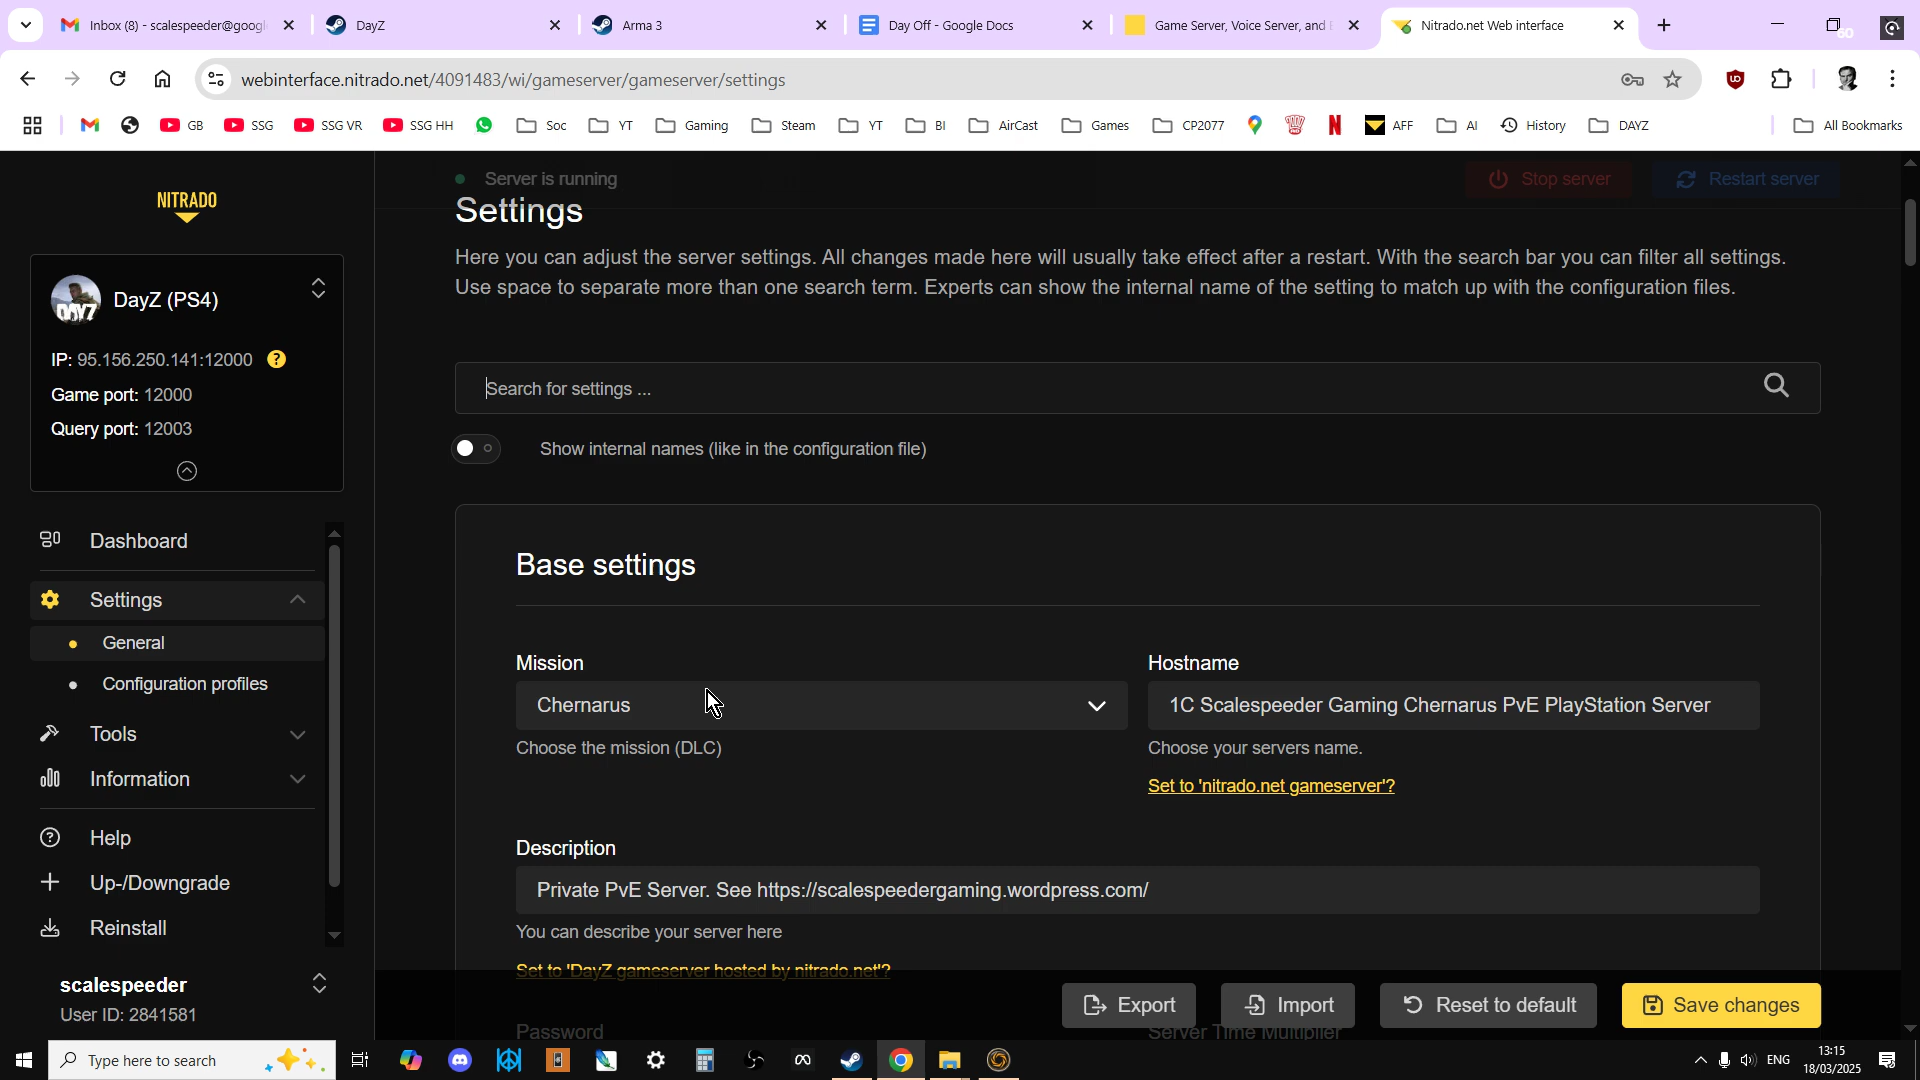 Inbox (8) - scalespeeder@googl
DayZ
Arma 3
Day Off - Google Docs
Game Server, Voice Server, and
Nitrado.net Web interface
webinterface.nitrado.net/4091483/wi/gameserver/gameserver/settings
GB
SSG
SSG VR
SSG HH
Soc
YT
Gaming
Steam
YT
BI
AirCast
Games
CP2077
AFF
AI
History
DAYZ
All Bookmarks
NITRADO
DayZ (PS4)
IP: 95.156.250.141:12000 ?
Game port: 12000
Query port: 12003
Dashboard
Settings
General
Configuration profiles
Tools
Information
Help
Up-/Downgrade
Reinstall
scalespeeder
User ID: 2841581
Server is running
Stop server
Restart server
Settings
Here you can adjust the server settings. All changes made here will usually take effect after a restart. With the search bar you can filter all settings.
Use space to separate more than one search term. Experts can show the internal name of the setting to match up with the configuration files.
Search for settings ...
Show internal names (like in the configuration file)
Base settings
Mission
Chernarus
Choose the mission (DLC)
Hostname
1C Scalespeeder Gaming Chernarus PvE PlayStation Server
Choose your servers name.
Set to 'nitrado.net gameserver'?
Description
Private PvE Server. See https://scalespeedergaming.wordpress.com/
You can describe your server here
Set to 'DayZ gameserver hosted by nitrado.net'?
Password
Server Time Multiplier
Export
Import
Reset to default
Save changes
Type here to search
ENG
13:15
18/03/2025